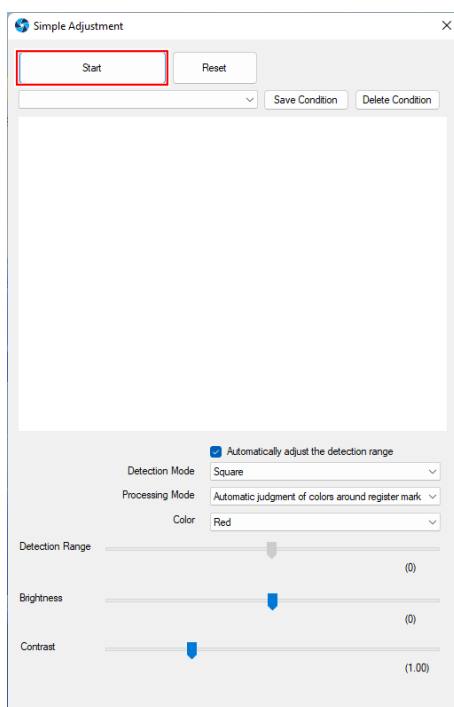 Simple Adjustment
Start
Reset
Save Condition
Delete Condition
Automatically adjust the detection range
Detection Mode
Square
Processing Mode
Automatic judgment of colors around register mark
Color
Red
Detection Range
(0)
Brightness
(0)
Contrast
(1.00)